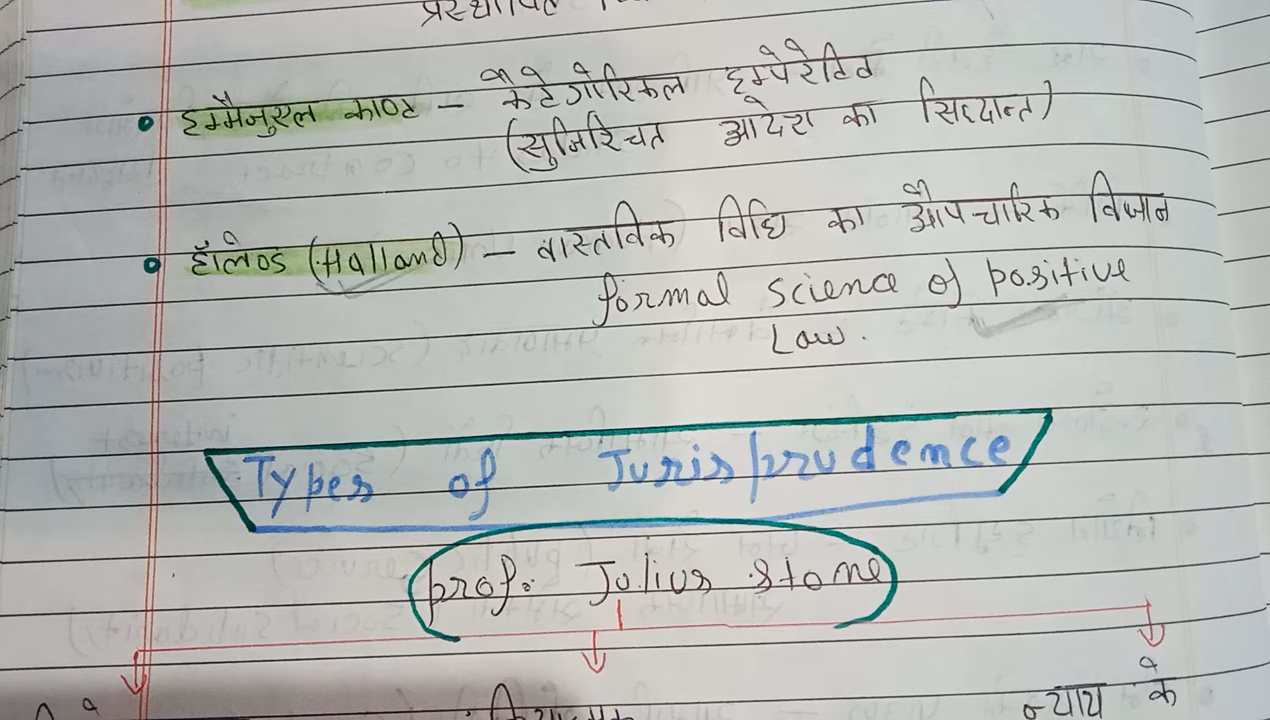 • इम्मैनुएल काण्ट – कैटेगोरिकल इम्पेरेटिव
(सुनिश्चित आदेश का सिद्धान्त)
• हॉलैण्ड (Halland) – वास्तविक विधि का औपचारिक विज्ञान
formal science of positive
Law.
Types of Jurisprudence
prof. Julius stone
न्याय के